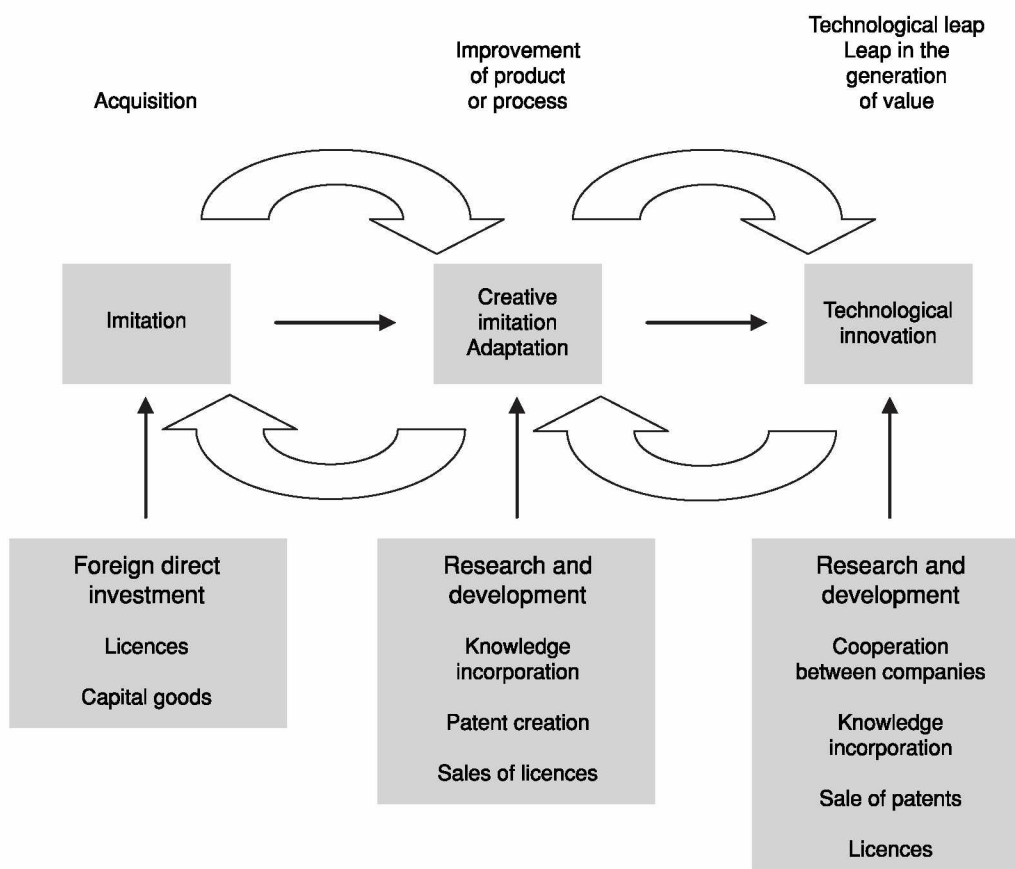 Acquisition
Improvement
of product
or process
Technological leap
Leap in the
generation
of value
Imitation
Creative
imitation
Adaptation
Technological
innovation
Foreign direct
investment
Licences
Capital goods
Research and
development
Knowledge
incorporation
Patent creation
Sales of licences
Research and
development
Cooperation
between companies
Knowledge
incorporation
Sale of patents
Licences